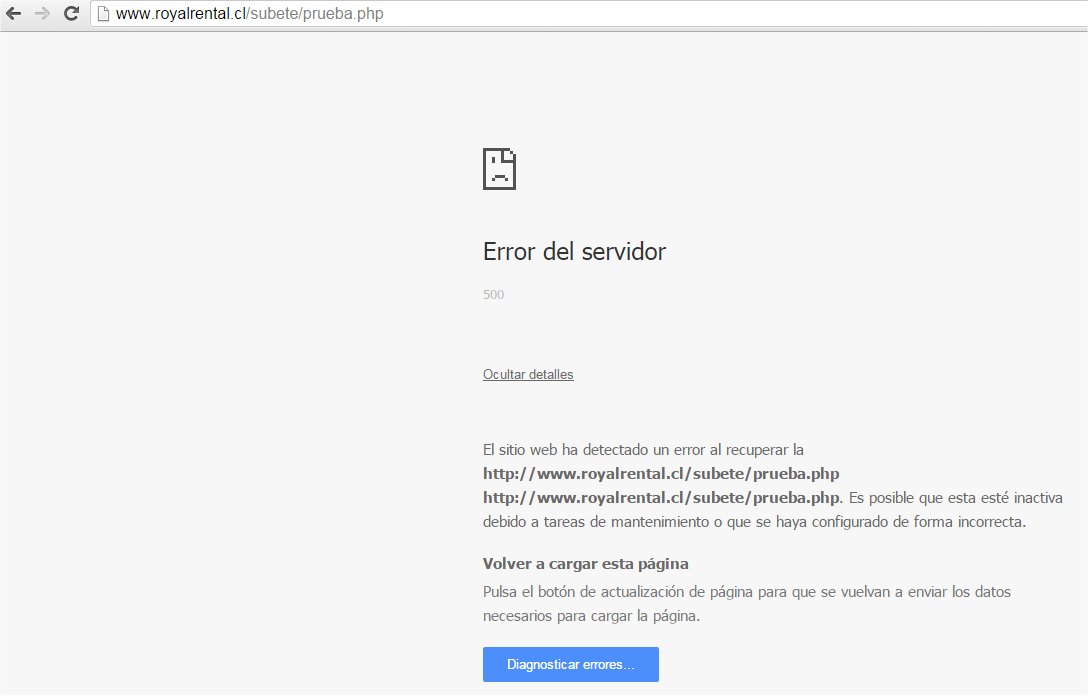 www.royalrental.cl/subete/prueba.php
Error del servidor
500
Ocultar detalles
El sitio web ha detectado un error al recuperar la
http://www.royalrental.cl/subete/prueba.php
http://www.royalrental.cl/subete/prueba.php. Es posible que esta esté inactiva
debido a tareas de mantenimiento o que se haya configurado de forma incorrecta.
Volver a cargar esta página
Pulsa el botón de actualización de página para que se vuelvan a enviar los datos
necesarios para cargar la página.
Diagnosticar errores...